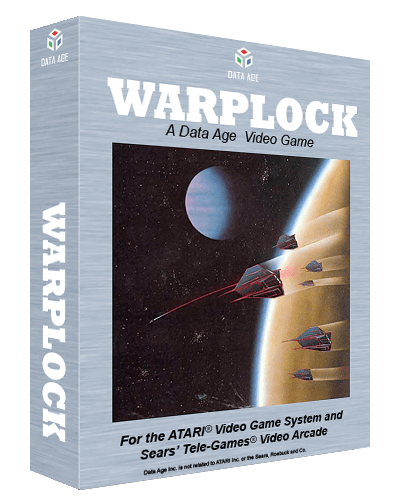 DATA AGE
WARPLOCK
DATA AGE
WARPLOCK
A Data Age Video Game
For the ATARI® Video Game System and
Sears' Tele-Games® Video Arcade
Data Age Inc. is not related to ATARI Inc. or the Sears, Roebuck and Co.